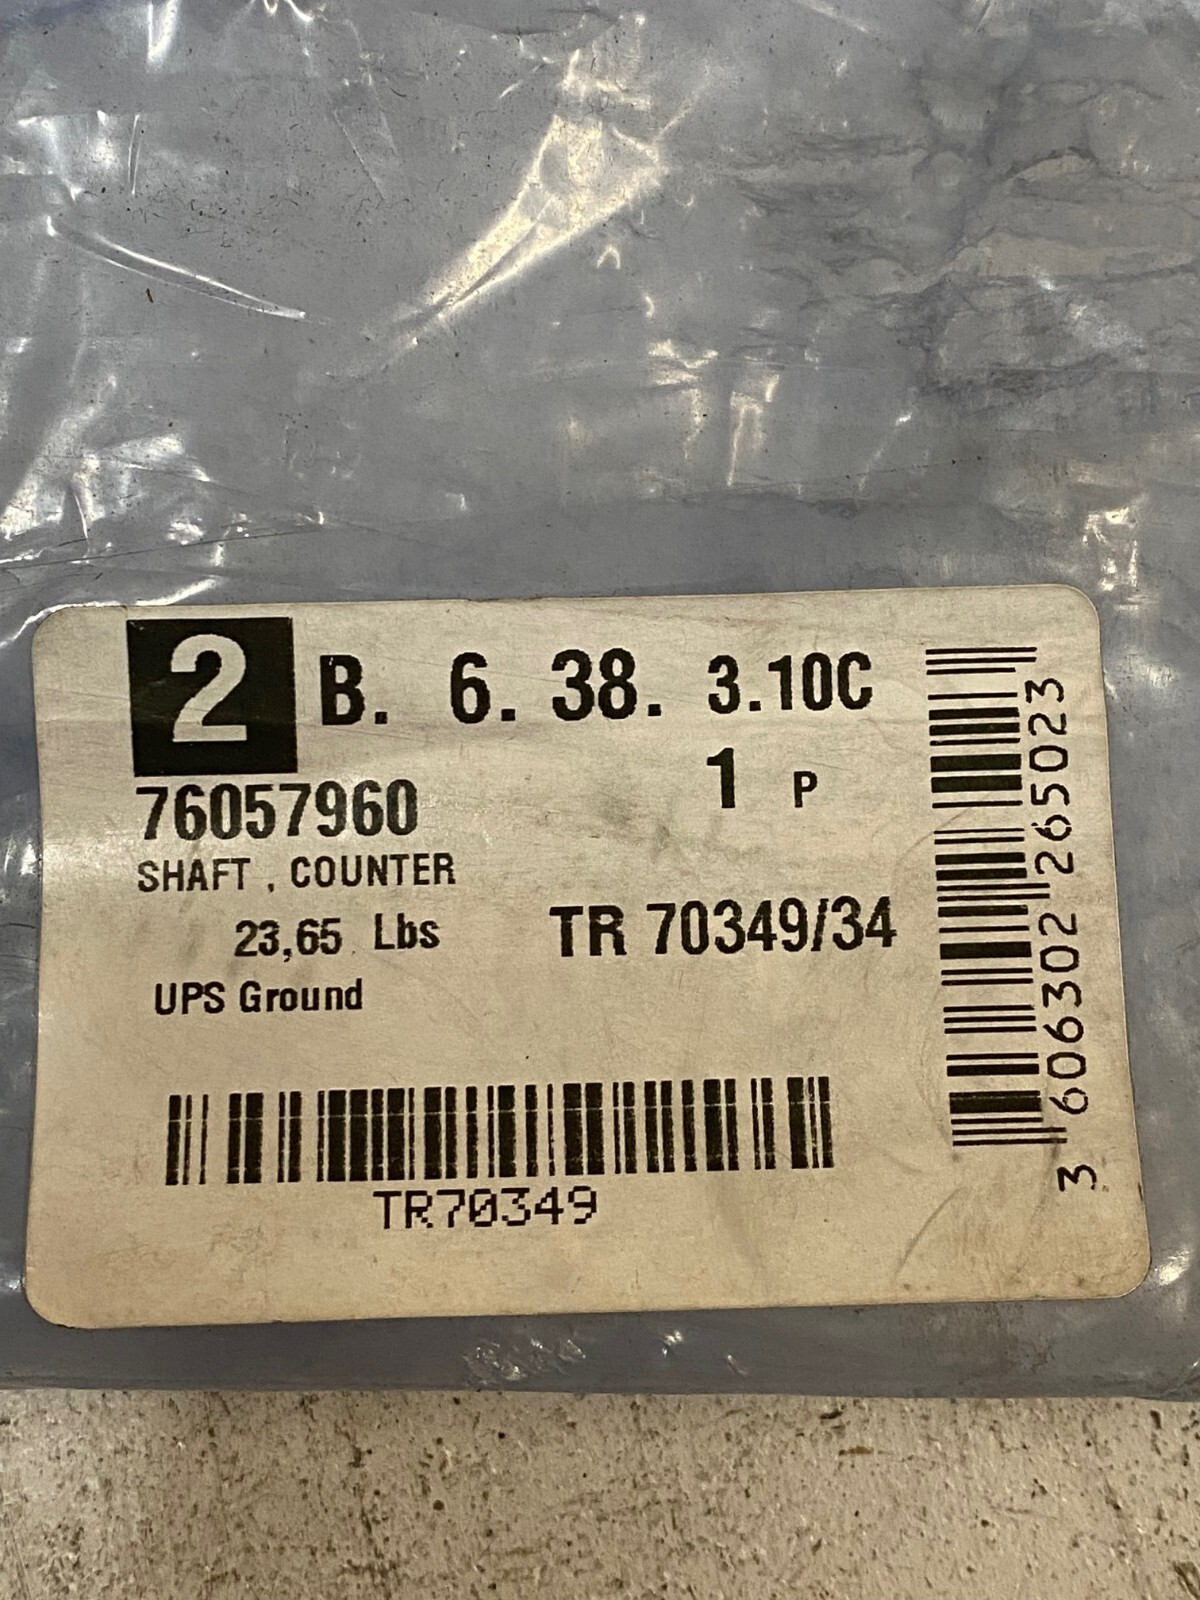 2 B. 6. 38. 3.10C
1 P
76057960
SHAFT , COUNTER
23,65 Lbs
TR 70349/34
UPS Ground
TR70349
3 606302 265023